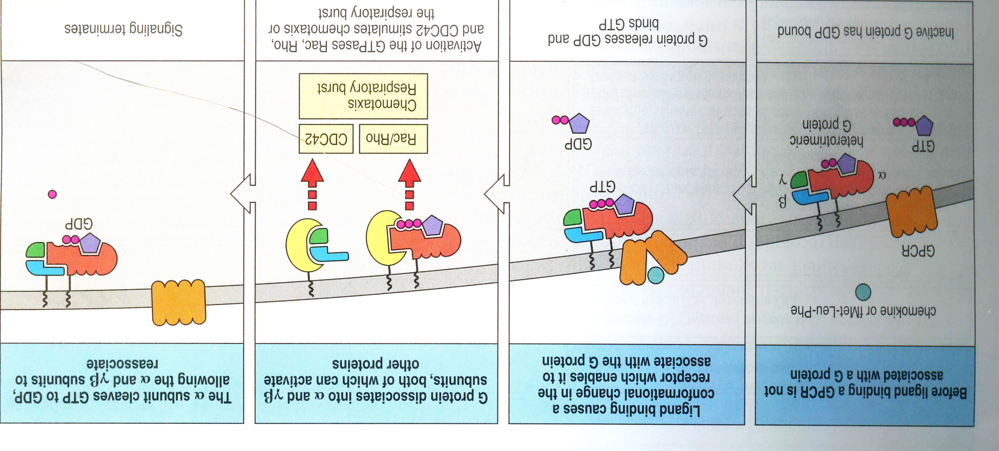 Before ligand binding a GPCR is not
associated with a G protein
chemokine or fMet-Leu-Phe
GPCR
β
γ
α
GTP
heterotrimeric
G protein
Inactive G protein has GDP bound
Ligand binding causes a
conformational change in the
receptor which enables it to
associate with the G protein
GTP
GDP
G protein releases GDP and
binds GTP
G protein dissociates into α and γβ
subunits, both of which can activate
other proteins
Rac/Rho
CDC42
Chemotaxis
Respiratory burst
Activation of the GTPases Rac, Rho,
and CDC42 stimulates chemotaxis or
the respiratory burst
The α subunit cleaves GTP to GDP,
allowing the α and γβ subunits to
reassociate
GDP
Signaling terminates